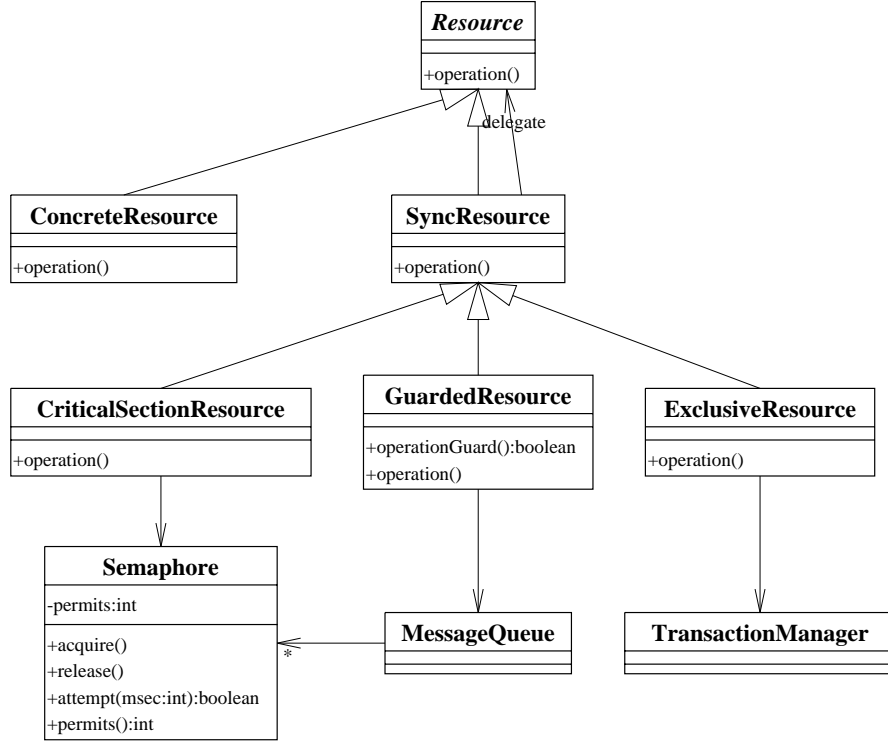 Resource
+operation()
delegate
ConcreteResource
+operation()
SyncResource
+operation()
CriticalSectionResource
+operation()
GuardedResource
+operationGuard():boolean
+operation()
ExclusiveResource
+operation()
Semaphore
-permits:int
+acquire()
+release()
+attempt(msec:int):boolean
+permits():int
*
MessageQueue
TransactionManager